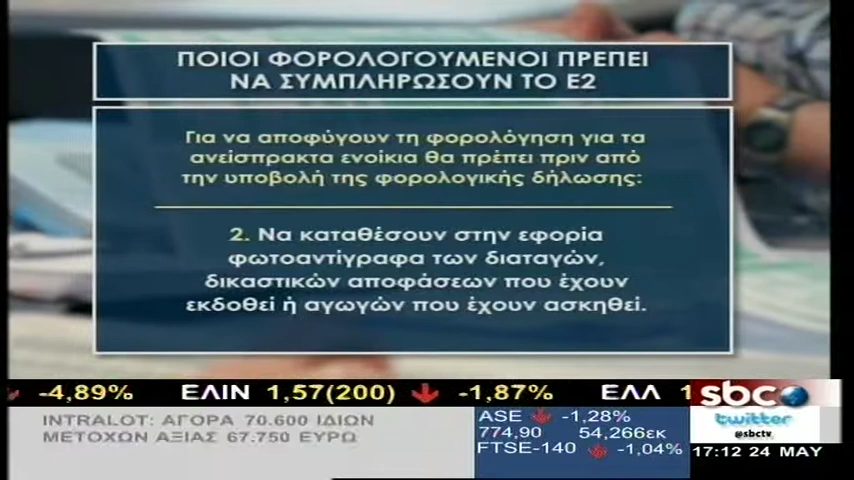 ΠΟΙΟΙ ΦΟΡΟΛΟΓΟΥΜΕΝΟΙ ΠΡΕΠΕΙ
ΝΑ ΣΥΜΠΛΗΡΩΣΟΥΝ ΤΟ Ε2
Για να αποφύγουν τη φορολόγηση για τα
ανείσπρακτα ενοίκια θα πρέπει πριν από
την υποβολή της φορολογικής δήλωσης:
2. Να καταθέσουν στην εφορία
φωτοαντίγραφα των διαταγών,
δικαστικών αποφάσεων που έχουν
εκδοθεί ή αγωγών που έχουν ασκηθεί.
-4,89% ΕΛΙΝ 1,57(200) -1,87% ΕΛΛ 1
sbc
INTRALOT: ΑΓΟΡΑ 70.600 ΙΔΙΩΝ
ΜΕΤΟΧΩΝ ΑΞΙΑΣ 67.750 ΕΥΡΩ
ASE -1,28%
774,90 54,266εκ
FTSE-140 -1,04%
twitter
@sbctv
17:12 24 MAY